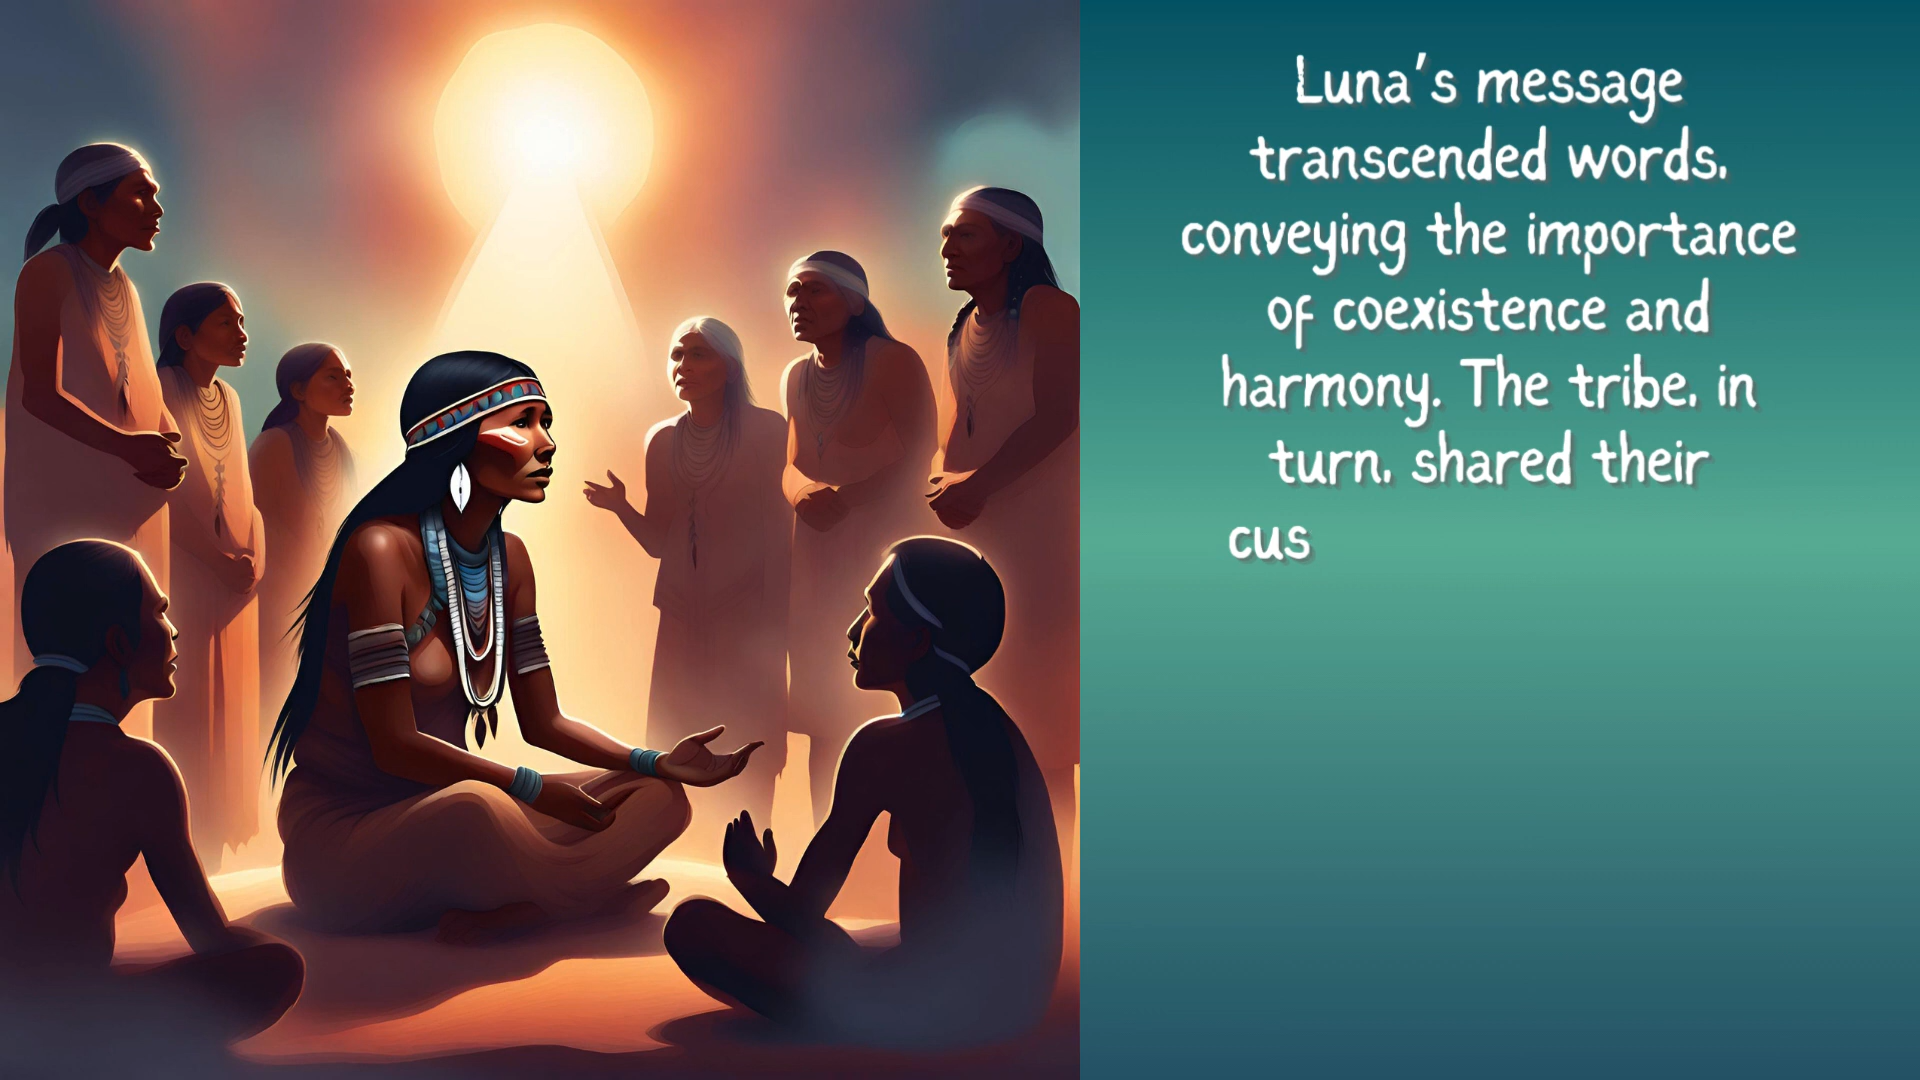 Luna's message
transcended words,
conveying the importance
of coexistence and
harmony. The tribe, in
turn, shared their
cus